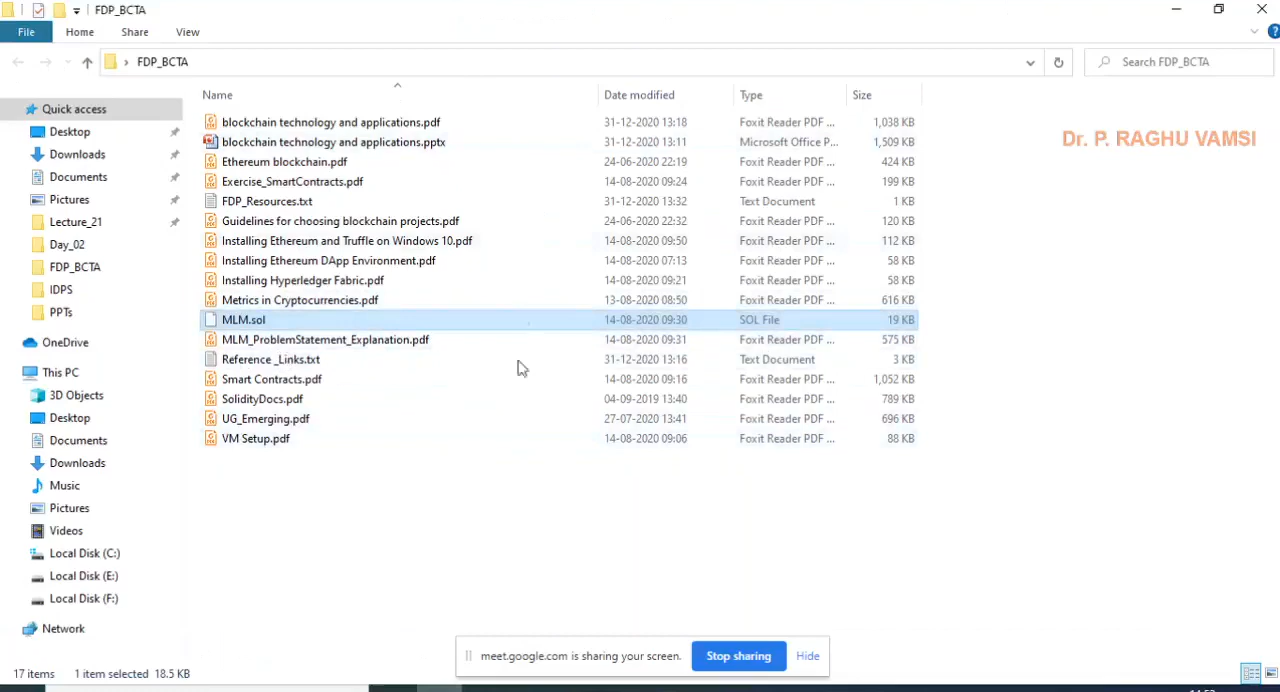 FDP_BCTA
File Home Share View
FDP_BCTA
Search FDP_BCTA
Name Date modified Type Size
Quick access
Desktop
Downloads
Documents
Pictures
Lecture_21
Day_02
FDP_BCTA
IDPS
PPTs
OneDrive
This PC
3D Objects
Desktop
Documents
Downloads
Music
Pictures
Videos
Local Disk (C:)
Local Disk (E:)
Local Disk (F:)
Network
blockchain technology and applications.pdf 31-12-2020 13:18 Foxit Reader PDF ... 1,038 KB
blockchain technology and applications.pptx 31-12-2020 13:11 Microsoft Office P... 1,509 KB
Ethereum blockchain.pdf 24-06-2020 22:19 Foxit Reader PDF ... 424 KB
Exercise_SmartContracts.pdf 14-08-2020 09:24 Foxit Reader PDF ... 199 KB
FDP_Resources.txt 31-12-2020 13:32 Text Document 1 KB
Guidelines for choosing blockchain projects.pdf 24-06-2020 22:32 Foxit Reader PDF ... 120 KB
Installing Ethereum and Truffle on Windows 10.pdf 14-08-2020 09:50 Foxit Reader PDF ... 112 KB
Installing Ethereum DApp Environment.pdf 14-08-2020 07:13 Foxit Reader PDF ... 58 KB
Installing Hyperledger Fabric.pdf 14-08-2020 09:21 Foxit Reader PDF ... 58 KB
Metrics in Cryptocurrencies.pdf 13-08-2020 08:50 Foxit Reader PDF ... 616 KB
MLM.sol 14-08-2020 09:30 SOL File 19 KB
MLM_ProblemStatement_Explanation.pdf 14-08-2020 09:31 Foxit Reader PDF ... 575 KB
Reference _Links.txt 31-12-2020 13:16 Text Document 3 KB
Smart Contracts.pdf 14-08-2020 09:16 Foxit Reader PDF ... 1,052 KB
SolidityDocs.pdf 04-09-2019 13:40 Foxit Reader PDF ... 789 KB
UG_Emerging.pdf 27-07-2020 13:41 Foxit Reader PDF ... 696 KB
VM Setup.pdf 14-08-2020 09:06 Foxit Reader PDF ... 88 KB
Dr. P. RAGHU VAMSI
meet.google.com is sharing your screen. Stop sharing Hide
17 items 1 item selected 18.5 KB